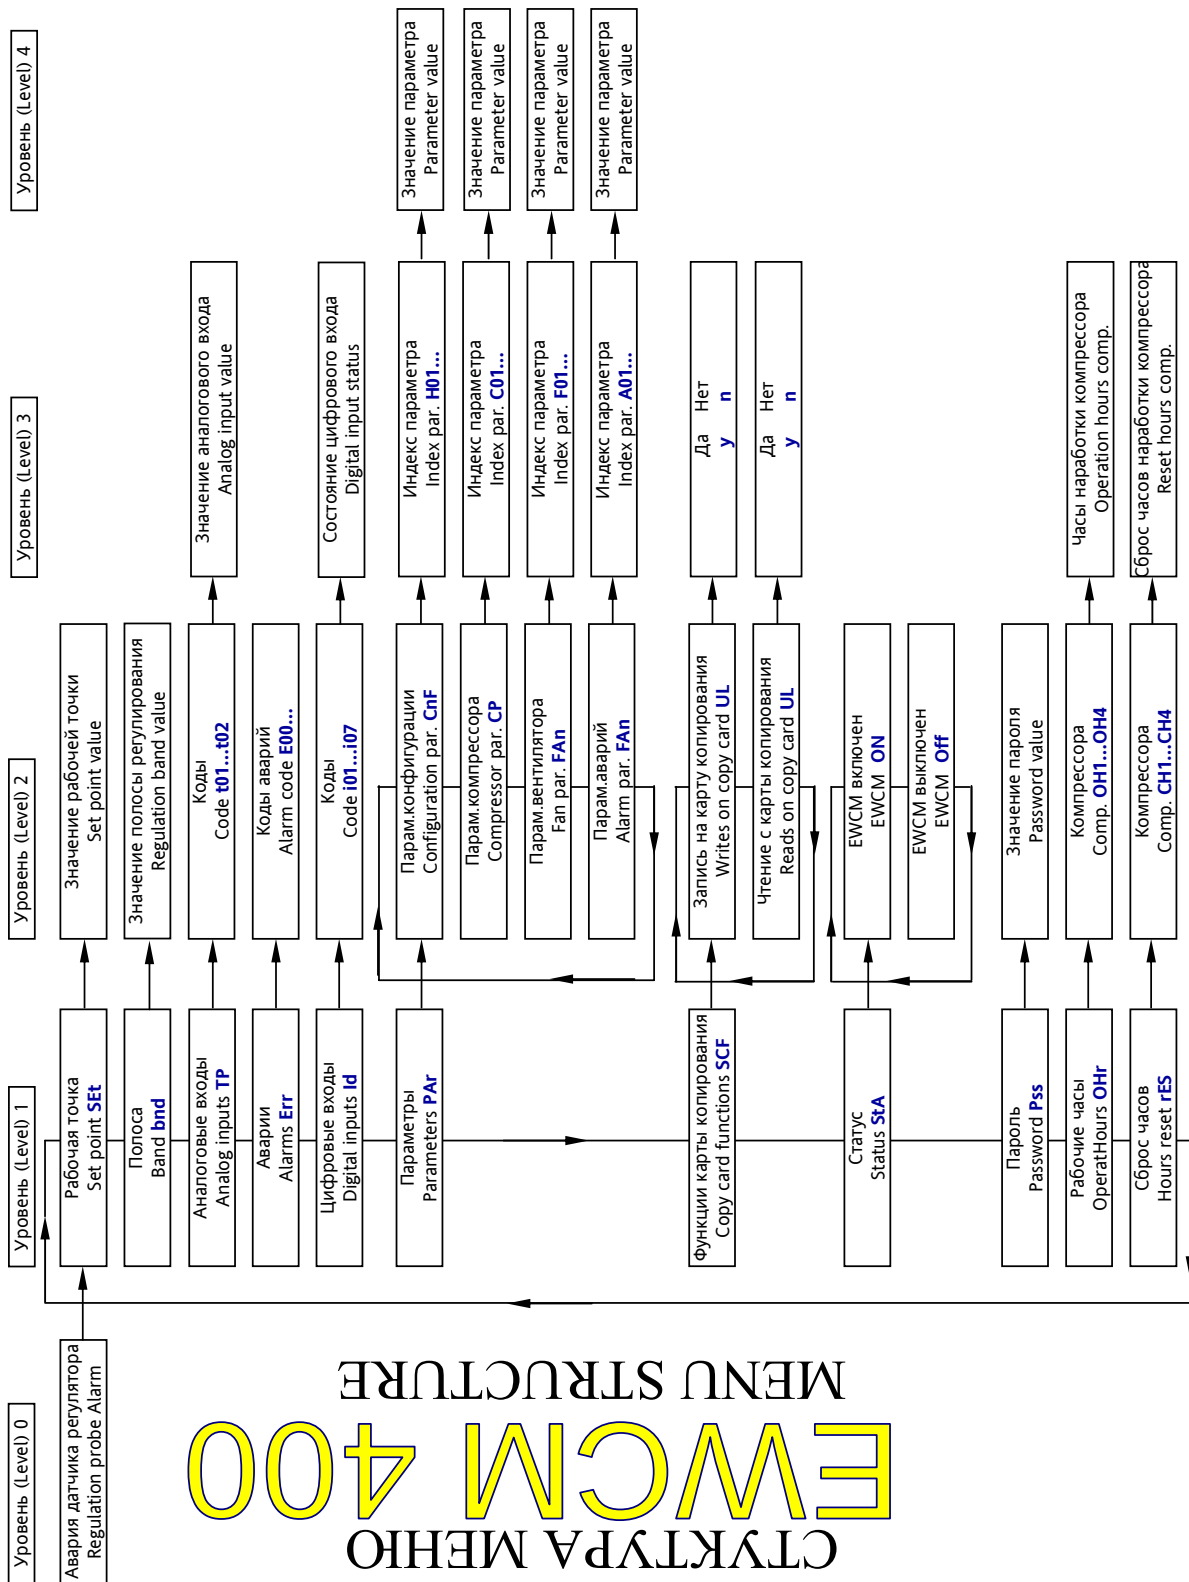 СТУКТУРА МЕНЮ
EWCM 400
MENU STRUCTURE
Уровень (Level) 0
Авария датчика регулятора
Regulation probe Alarm
Уровень (Level) 1
Рабочая точка
Set point SEt
Полоса
Band bnd
Аналоговые входы
Analog inputs TP
Аварии
Alarms Err
Цифровые входы
Digital inputs Id
Параметры
Parameters PAr
Функции карты копирования
Copy card functions SCF
Статус
Status StA
Пароль
Password Pss
Рабочие часы
OperatHours OHr
Сброс часов
Hours reset rES
Уровень (Level) 2
Значение рабочей точки
Set point value
Значение полосы регулирования
Regulation band value
Коды
Code t01...t02
Коды аварий
Alarm code E00...
Коды
Code i01...i07
Парам.конфигурации
Configuration par. CnF
Парам.компрессора
Compressor par. CP
Парам.вентилятора
Fan par. FAn
Парам.аварий
Alarm par. FAn
Запись на карту копирования
Writes on copy card UL
Чтение с карты копирования
Reads on copy card UL
EWCM включен
EWCM ON
EWCM выключен
EWCM Off
Значение пароля
Password value
Компрессора
Comp. OH1...OH4
Компрессора
Comp. CH1...CH4
Уровень (Level) 3
Значение аналогового входа
Analog input value
Состояние цифрового входа
Digital input status
Индекс параметра
Index par. H01...
Индекс параметра
Index par. C01...
Индекс параметра
Index par. F01...
Индекс параметра
Index par. A01...
Да Нет
y n
Да Нет
y n
Часы наработки компрессора
Operation hours comp.
Сброс часов наработки компрессора
Reset hours comp.
Уровень (Level) 4
Значение параметра
Parameter value
Значение параметра
Parameter value
Значение параметра
Parameter value
Значение параметра
Parameter value